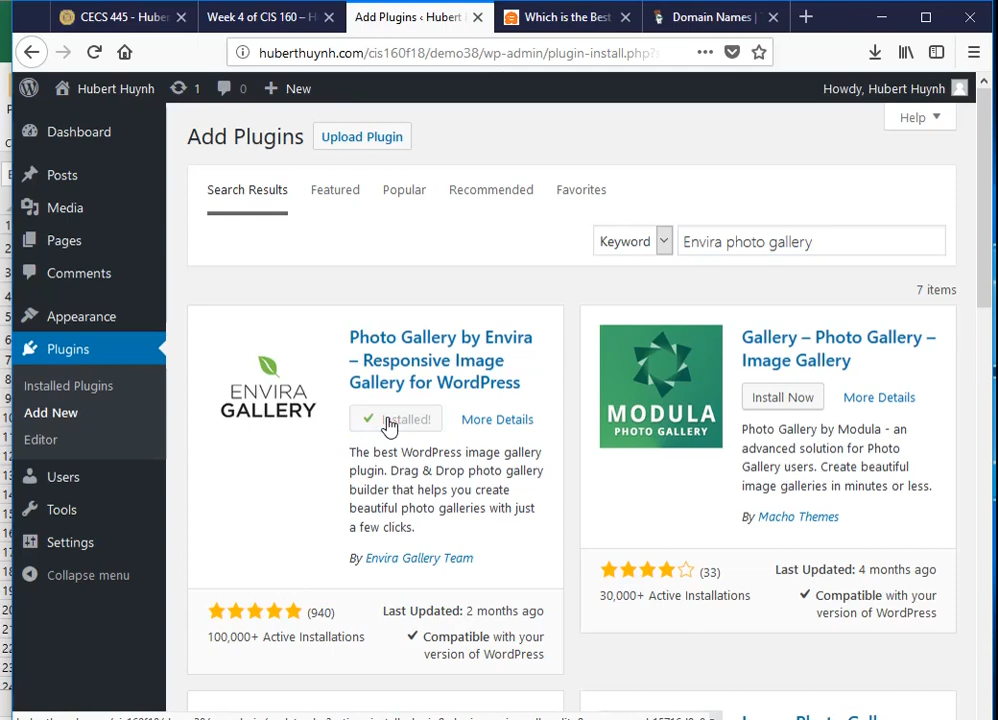 CECS 445 - Huber
Week 4 of CIS 160 –
Add Plugins ‹ Hubert
Which is the Best
Domain Names |
huberthuynh.com/cis160f18/demo38/wp-admin/plugin-install.php?s
Hubert Huynh
1
0
New
Howdy, Hubert Huynh
Dashboard
Posts
Media
Pages
Comments
Appearance
Plugins
Installed Plugins
Add New
Editor
Users
Tools
Settings
Collapse menu
Add Plugins
Upload Plugin
Help
Search Results
Featured
Popular
Recommended
Favorites
Keyword
Envira photo gallery
7 items
ENVIRA
GALLERY
Photo Gallery by Envira
– Responsive Image
Gallery for WordPress
Installed!
More Details
The best WordPress image gallery
plugin. Drag & Drop photo gallery
builder that helps you create
beautiful photo galleries with just
a few clicks.
By Envira Gallery Team
(940)
Last Updated: 2 months ago
100,000+ Active Installations
Compatible with your
version of WordPress
MODULA
PHOTO GALLERY
Gallery – Photo Gallery –
Image Gallery
Install Now
More Details
Photo Gallery by Modula - an
advanced solution for Photo
Gallery users. Create beautiful
image galleries in minutes or less.
By Macho Themes
(33)
Last Updated: 4 months ago
30,000+ Active Installations
Compatible with your
version of WordPress